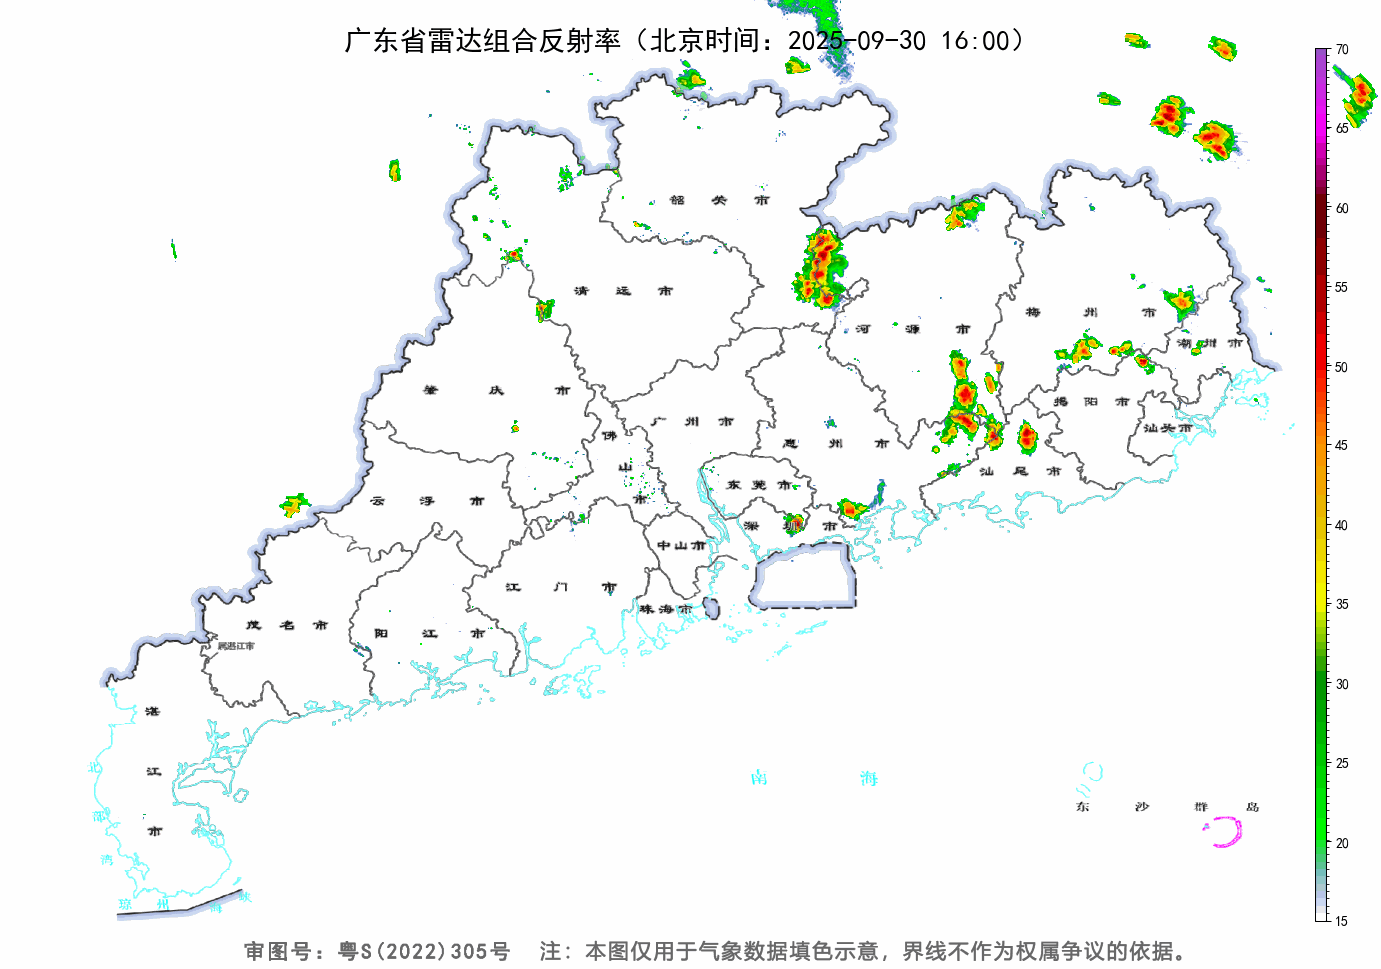 广东省雷达组合反射率（北京时间：2025-09-30 16:00）
70
65
60
55
50
45
40
35
30
25
20
15
韶关市
清远市
河源市
梅州市
潮州市
肇庆市
广州市
佛山市
惠州市
揭阳市
汕头市
汕尾市
东莞市
深圳市
云浮市
中山市
江门市
珠海市
茂名市
阳江市
属湛江市
湛江市
北部湾
琼州海峡
南海
东沙群岛
审图号：粤S(2022)305号 注：本图仅用于气象数据填色示意，界线不作为权属争议的依据。